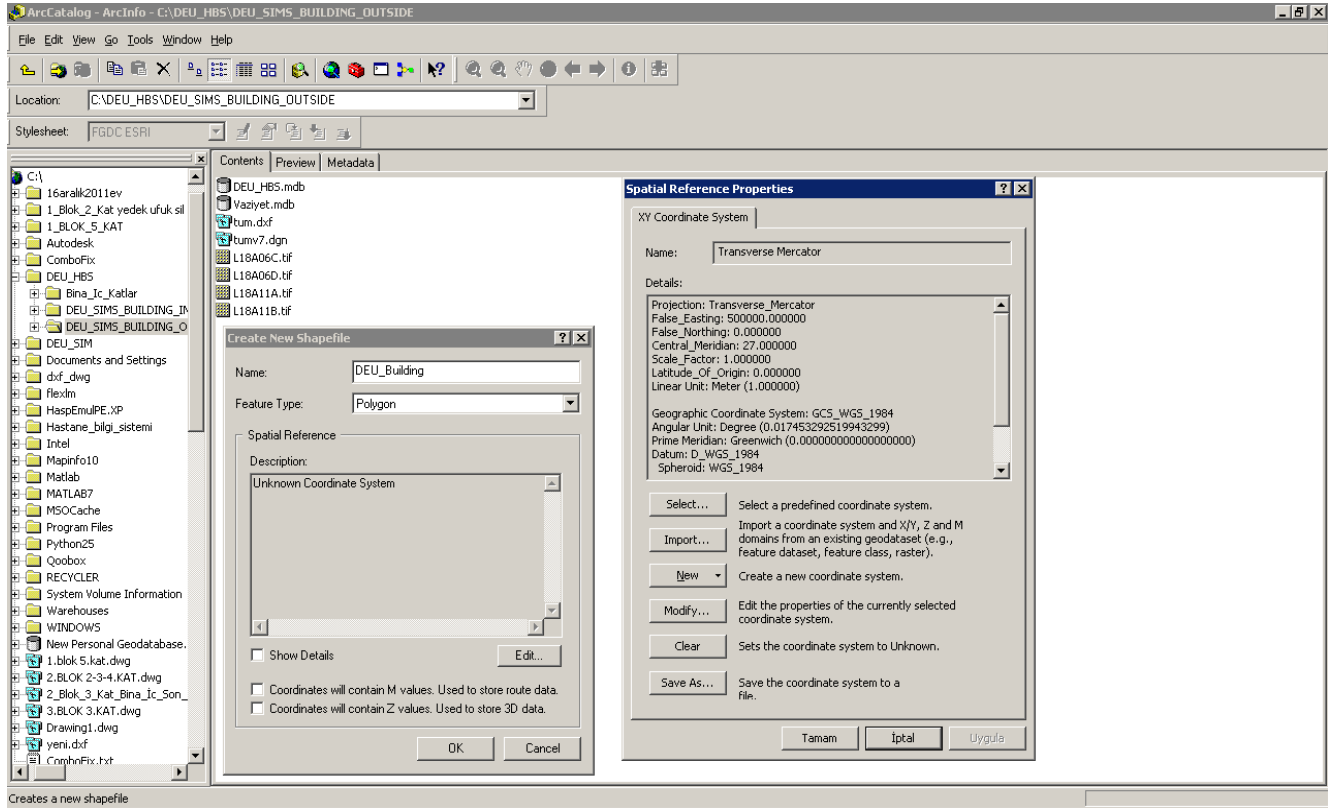 ArcCatalog - ArcInfo - C:\DEU_HBS\DEU_SIMS_BUILDING_OUTSIDE
File Edit View Go Tools Window Help
Location: C:\DEU_HBS\DEU_SIMS_BUILDING_OUTSIDE
Stylesheet: FGDC ESRI
C:\
16aralik2011ev
1_Blok_2_Kat yedek ufuk sil
1_BLOK_5_KAT
Autodesk
ComboFix
DEU_HBS
Bina_Ic_Katlar
DEU_SIMS_BUILDING_IN
DEU_SIMS_BUILDING_O
DEU_SIM
Documents and Settings
dxf_dwg
flexlm
HaspEmulPE.XP
Hastane_bilgi_sistemi
Intel
Mapinfo10
Matlab
MATLAB7
MSOCache
Program Files
Python25
Qoobox
RECYCLER
System Volume Information
Warehouses
WINDOWS
New Personal Geodatabase.
1.blok 5.kat.dwg
2.BLOK 2-3-4.KAT.dwg
2_Blok_3_Kat_Bina_İc_Son_
3.BLOK 3.KAT.dwg
Drawing1.dwg
yeni.dxf
ComboFix.txt
Contents Preview Metadata
DEU_HBS.mdb
Vaziyet.mdb
tum.dxf
tumv7.dgn
L18A06C.tif
L18A06D.tif
L18A11A.tif
L18A11B.tif
Create New Shapefile
Name: DEU_Building
Feature Type: Polygon
Spatial Reference
Description:
Unknown Coordinate System
Show Details Edit...
Coordinates will contain M values. Used to store route data.
Coordinates will contain Z values. Used to store 3D data.
OK Cancel
Spatial Reference Properties
XY Coordinate System
Name: Transverse Mercator
Details:
Projection: Transverse_Mercator
False_Easting: 500000.000000
False_Northing: 0.000000
Central_Meridian: 27.000000
Scale_Factor: 1.000000
Latitude_Of_Origin: 0.000000
Linear Unit: Meter (1.000000)
Geographic Coordinate System: GCS_WGS_1984
Angular Unit: Degree (0.017453292519943299)
Prime Meridian: Greenwich (0.000000000000000000)
Datum: D_WGS_1984
Spheroid: WGS_1984
Select... Select a predefined coordinate system.
Import... Import a coordinate system and X/Y, Z and M
domains from an existing geodataset (e.g.,
feature dataset, feature class, raster).
New Create a new coordinate system.
Modify... Edit the properties of the currently selected
coordinate system.
Clear Sets the coordinate system to Unknown.
Save As... Save the coordinate system to a
file.
Tamam İptal Uygula
Creates a new shapefile